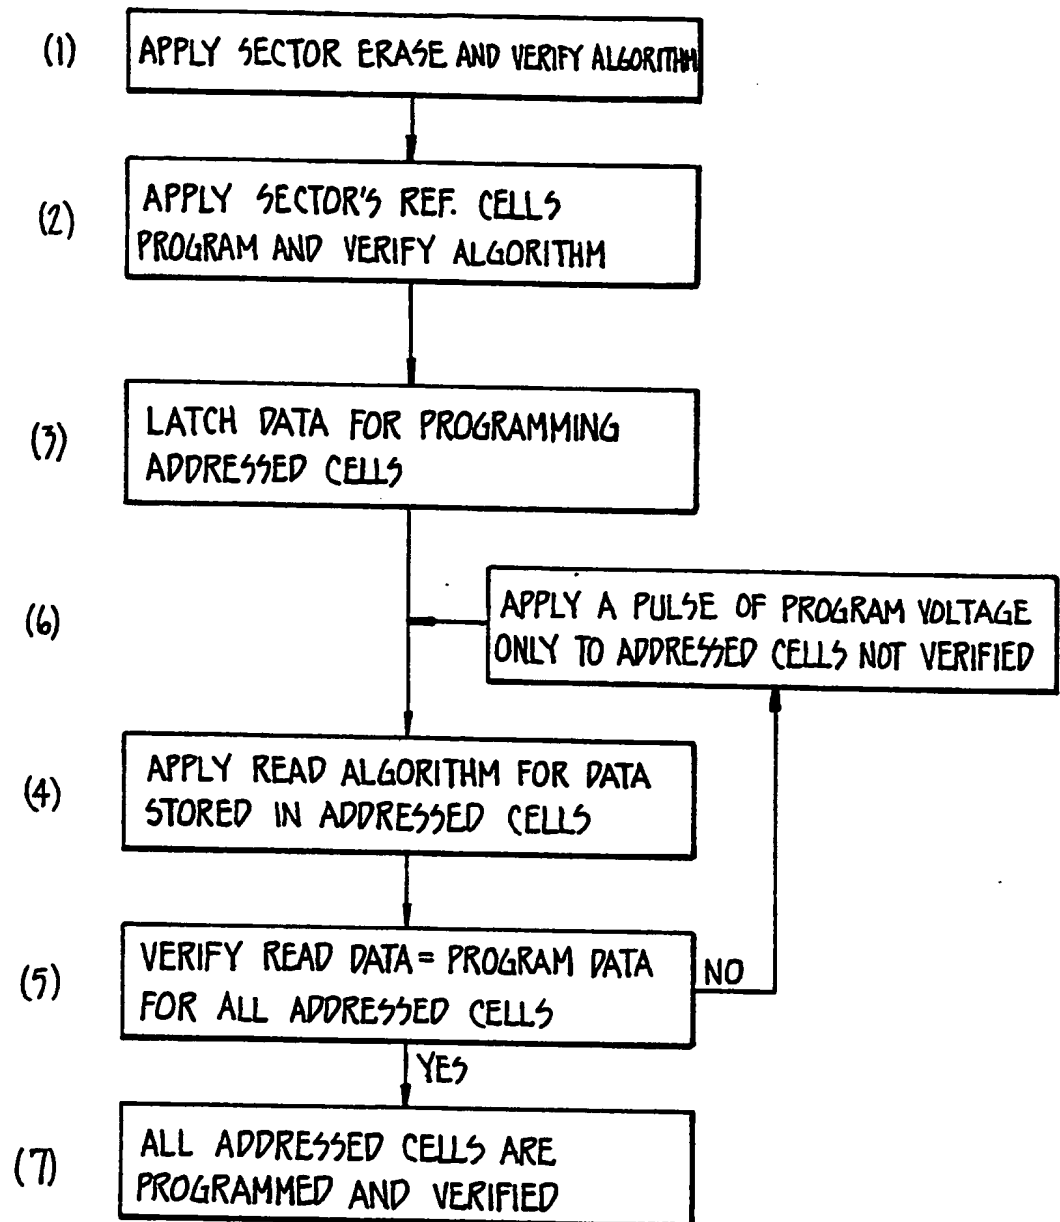 (1)
APPLY SECTOR ERASE AND VERIFY ALGORITHM
(2)
APPLY SECTOR'S REF. CELLS
PROGRAM AND VERIFY ALGORITHM
(3)
LATCH DATA FOR PROGRAMMING
ADDRESSED CELLS
(6)
APPLY A PULSE OF PROGRAM VOLTAGE
ONLY TO ADDRESSED CELLS NOT VERIFIED
(4)
APPLY READ ALGORITHM FOR DATA
STORED IN ADDRESSED CELLS
(5)
VERIFY READ DATA = PROGRAM DATA
FOR ALL ADDRESSED CELLS
NO
YES
(7)
ALL ADDRESSED CELLS ARE
PROGRAMMED AND VERIFIED